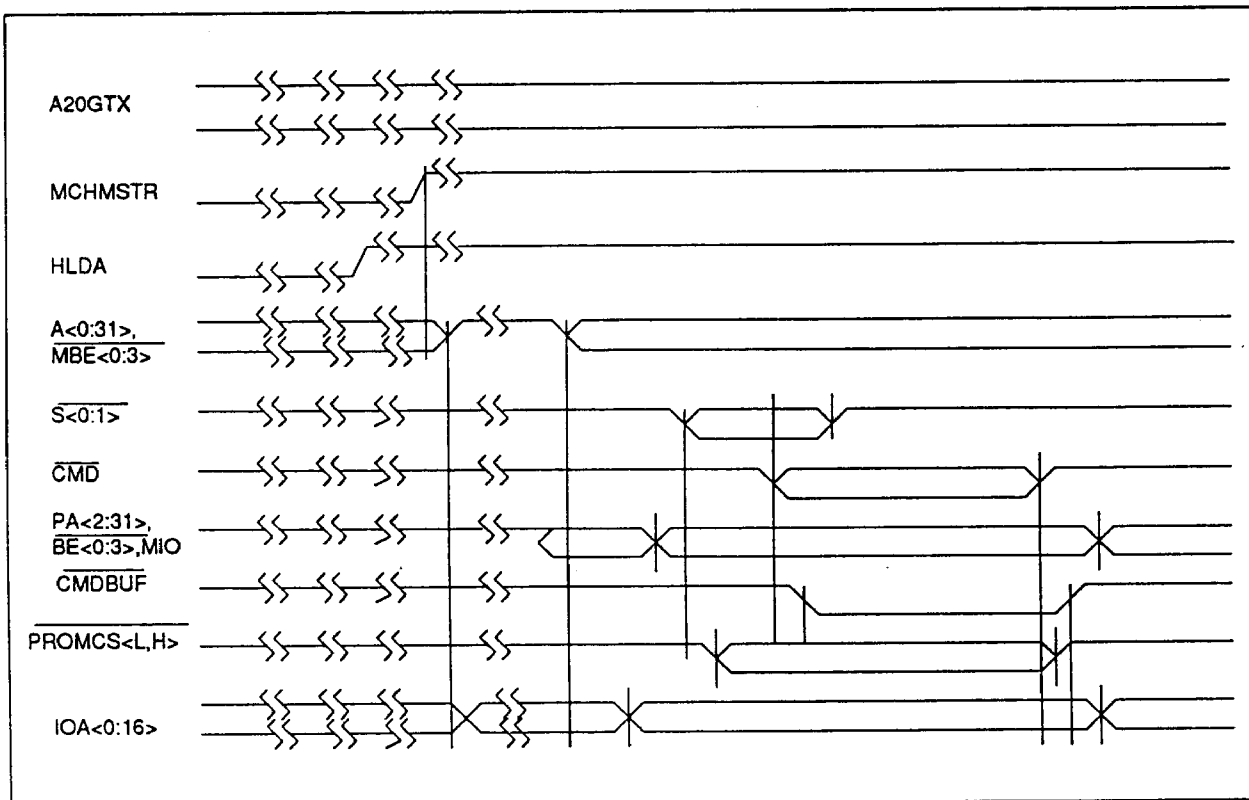 A20GTX
MCHMSTR
HLDA
A<0:31>,
MBE<0:3>
S<0:1>
CMD
PA<2:31>,
BE<0:3>,MIO
CMDBUF
PROMCS<L,H>
IOA<0:16>